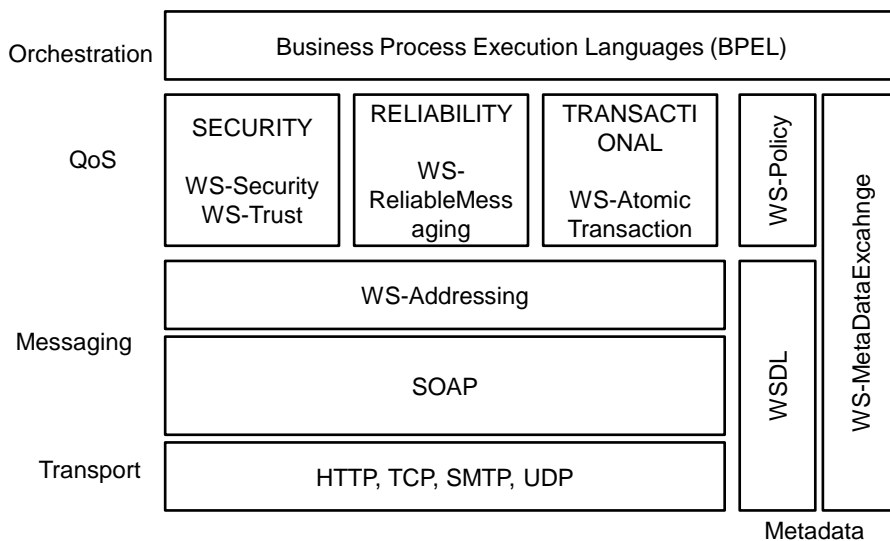 Orchestration
Business Process Execution Languages (BPEL)
QoS
SECURITY
WS-Security
WS-Trust
RELIABILITY
WS-
ReliableMess
aging
TRANSACTI
ONAL
WS-Atomic
Transaction
WS-Policy
WS-MetaDataExcahnge
Messaging
WS-Addressing
SOAP
WSDL
Transport
HTTP, TCP, SMTP, UDP
Metadata